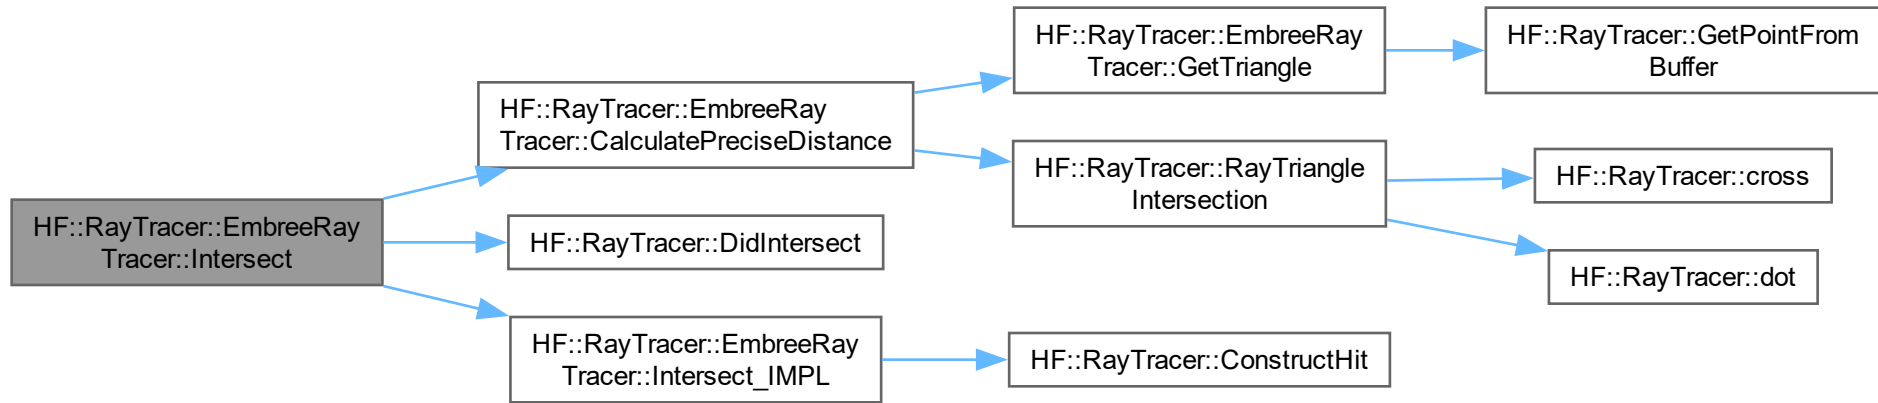 HF::RayTracer::EmbreeRay
Tracer::Intersect
HF::RayTracer::EmbreeRay
Tracer::CalculatePreciseDistance
HF::RayTracer::DidIntersect
HF::RayTracer::EmbreeRay
Tracer::Intersect_IMPL
HF::RayTracer::EmbreeRay
Tracer::GetTriangle
HF::RayTracer::RayTriangle
Intersection
HF::RayTracer::ConstructHit
HF::RayTracer::GetPointFrom
Buffer
HF::RayTracer::cross
HF::RayTracer::dot